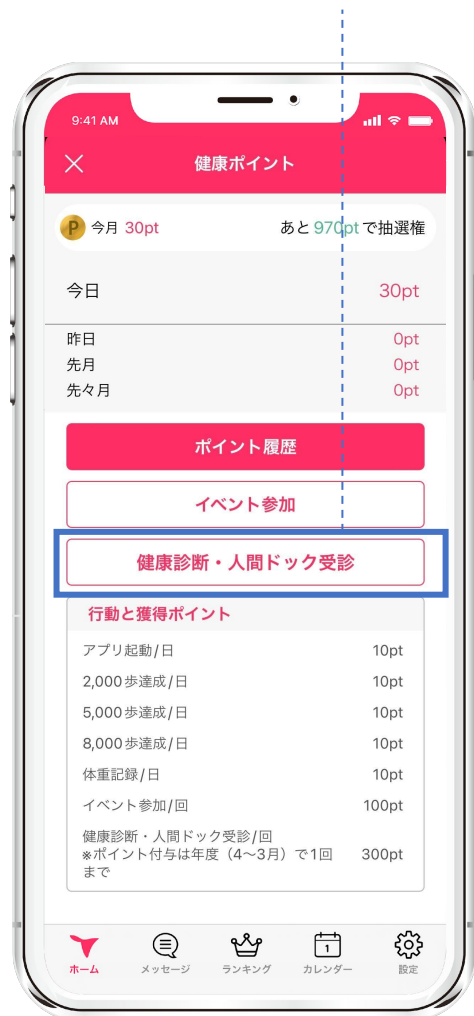 9:41 AM
健康ポイント
P 今月 30pt あと 970pt で抽選権
今日 30pt
昨日 0pt
先月 0pt
先々月 0pt
ポイント履歴
イベント参加
健康診断・人間ドック受診
行動と獲得ポイント
アプリ起動/日 10pt
2,000歩達成/日 10pt
5,000歩達成/日 10pt
8,000歩達成/日 10pt
体重記録/日 10pt
イベント参加/回 100pt
健康診断・人間ドック受診/回
※ポイント付与は年度（4〜3月）で1回 300pt
まで
1
ホーム メッセージ ランキング カレンダー 設定